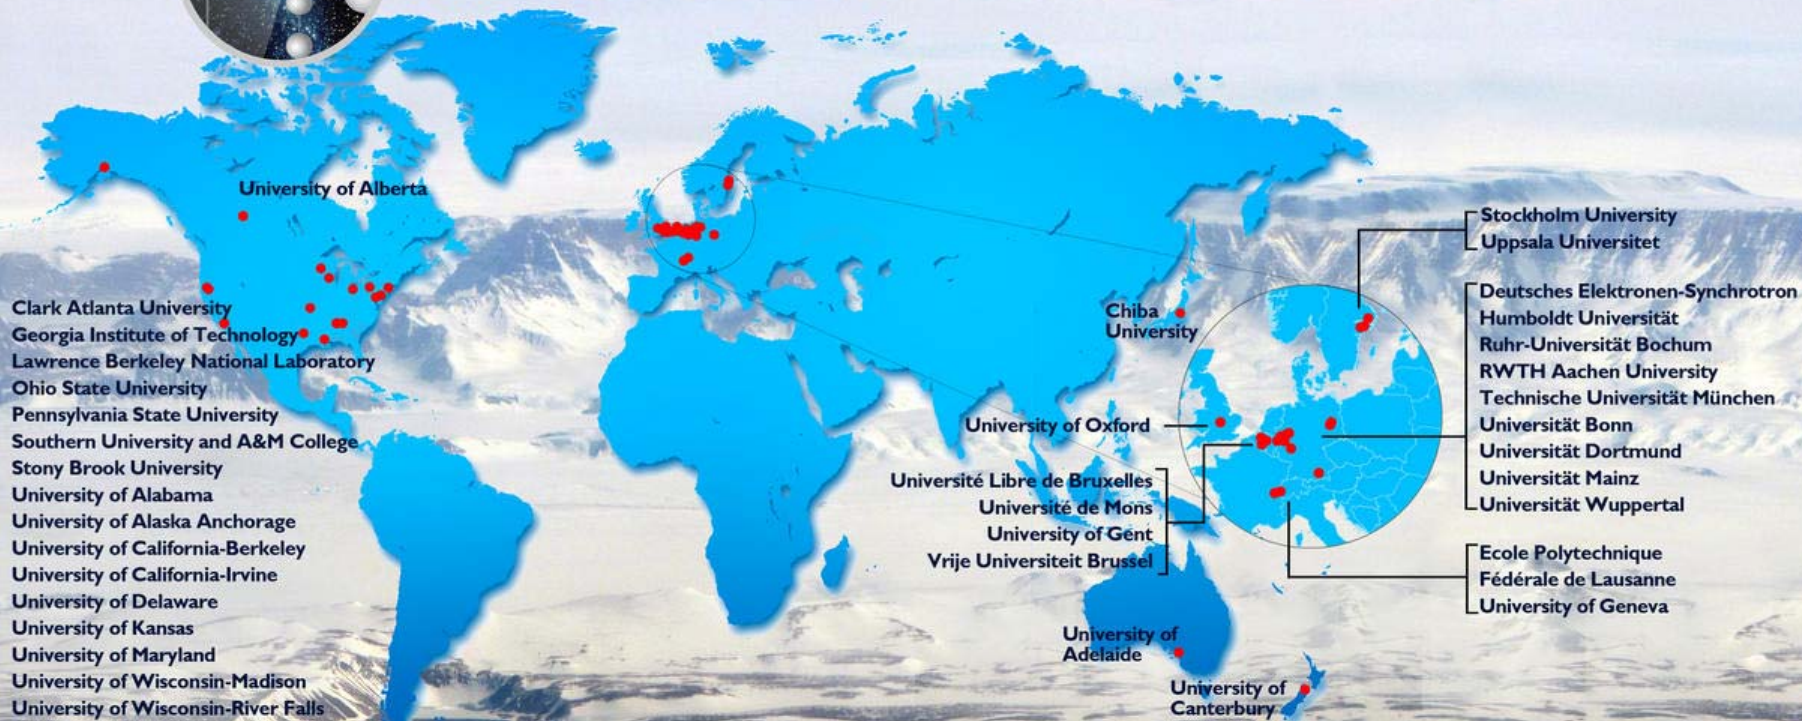 University of Alberta
Clark Atlanta University
Georgia Institute of Technology
Lawrence Berkeley National Laboratory
Ohio State University
Pennsylvania State University
Southern University and A&M College
Stony Brook University
University of Alabama
University of Alaska Anchorage
University of California-Berkeley
University of California-Irvine
University of Delaware
University of Kansas
University of Maryland
University of Wisconsin-Madison
University of Wisconsin-River Falls
Chiba
University
University of Oxford
Université Libre de Bruxelles
Université de Mons
University of Gent
Vrije Universiteit Brussel
University of
Adelaide
University of
Canterbury
Stockholm University
Uppsala Universitet
Deutsches Elektronen-Synchrotron
Humboldt Universität
Ruhr-Universität Bochum
RWTH Aachen University
Technische Universität München
Universität Bonn
Universität Dortmund
Universität Mainz
Universität Wuppertal
Ecole Polytechnique
Fédérale de Lausanne
University of Geneva